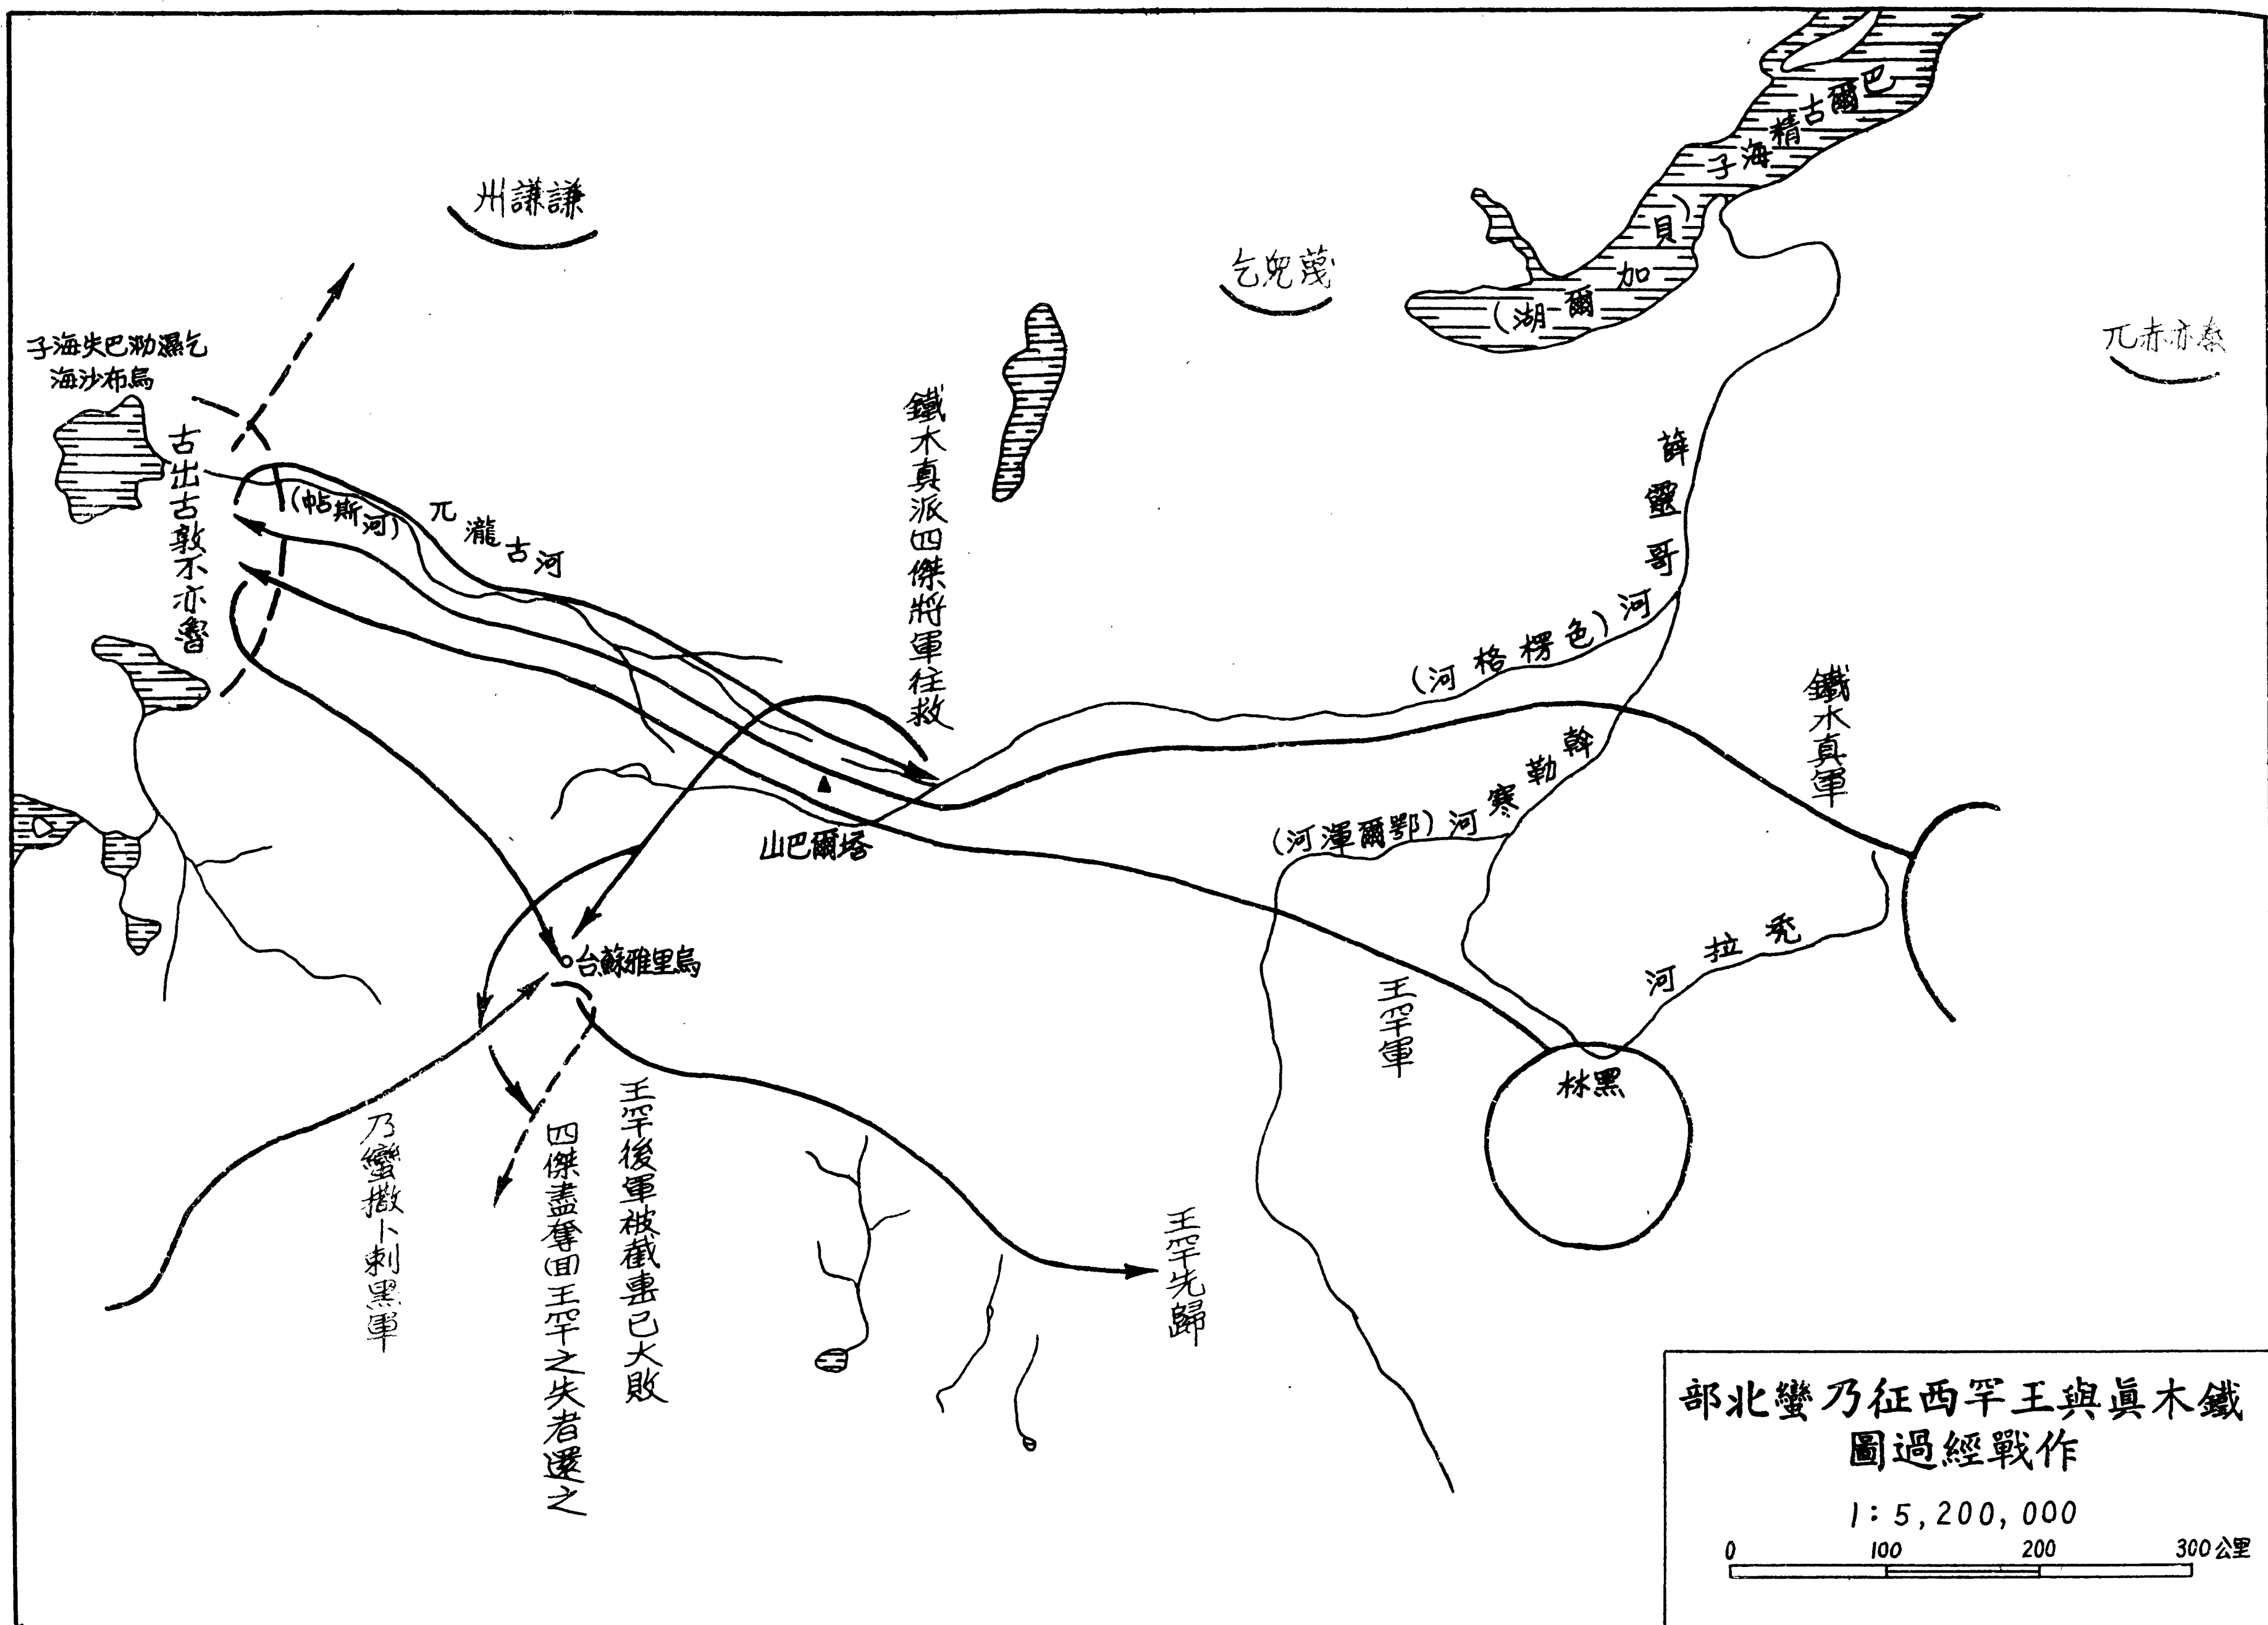 謙謙州
巴爾古精海子
(貝加爾湖)
蔑兒乞
泰亦赤兀
乞濕泐巴失海子
烏布沙海
古出古敦不亦魯
(帖斯河)
兀瀧古河
鐵木真派四傑將軍往救
薛靈哥河(色楞格河)
鐵木真軍
斡勒寒河(鄂爾渾河)
塔爾巴山
烏里雅蘇台
禿拉河
王罕軍
黑林
王罕後軍被截擊已大敗
四傑盡奪回王罕之失者還之
乃蠻撒卜剌黑軍
王罕先歸
鐵木眞與王罕西征乃蠻北部
作戰經過圖
1:5,200,000
0 100 200 300公里